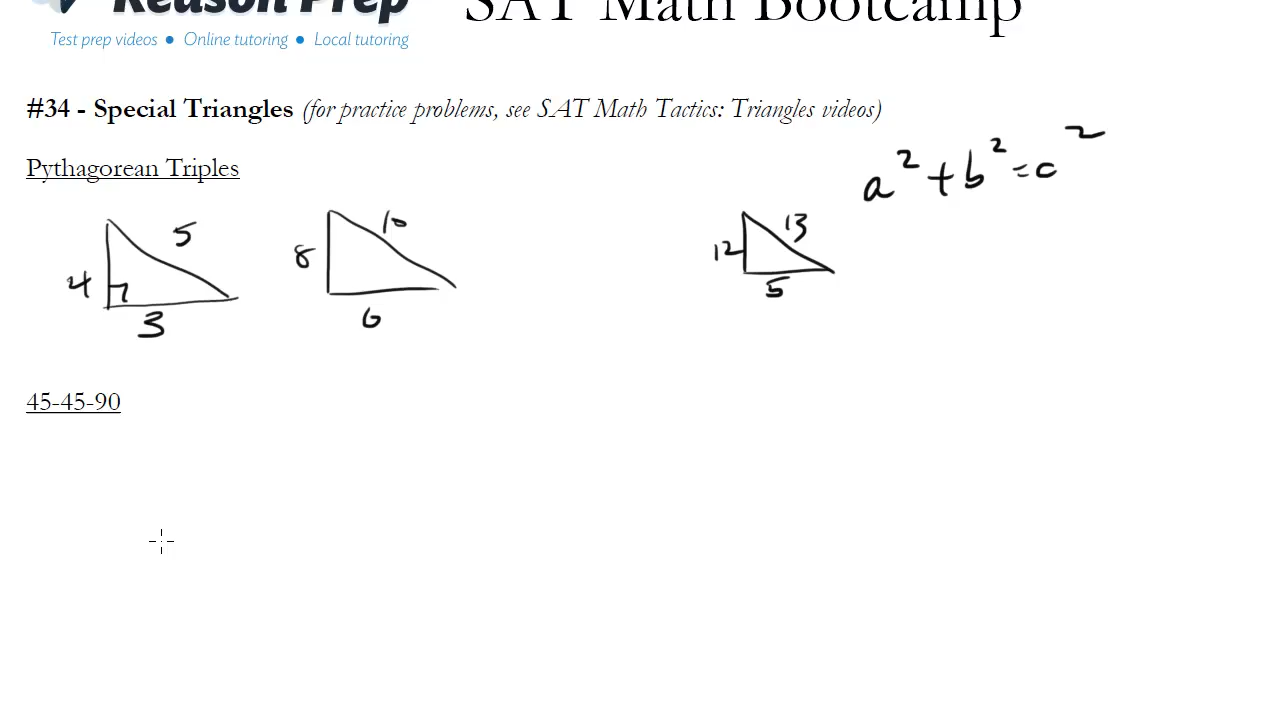 Reason Prep
SAT Math Bootcamp
Test prep videos ● Online tutoring ● Local tutoring
#34 - Special Triangles (for practice problems, see SAT Math Tactics: Triangles videos)
Pythagorean Triples
a² + b² = c²
4
5
3
8
10
6
12
13
5
45-45-90